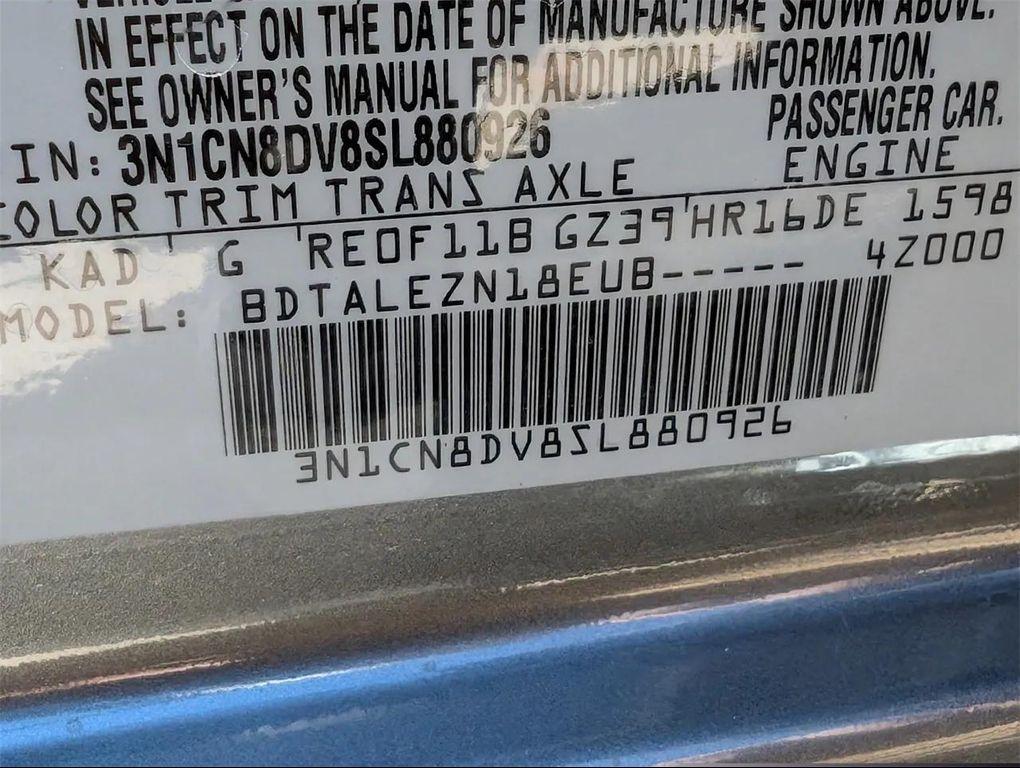 IN EFFECT ON THE DATE OF MANUFACTURE SHOWN ABOVE.
SEE OWNER'S MANUAL FOR ADDITIONAL INFORMATION.
IN: 3N1CN8DV8SL880926 PASSENGER CAR.
COLOR TRIM TRANS AXLE ENGINE
KAD G RE0F11B GZ39 HR16DE 1598
MODEL: BDTALEZN18EUB----- 4Z000
3N1CN8DV8SL880926